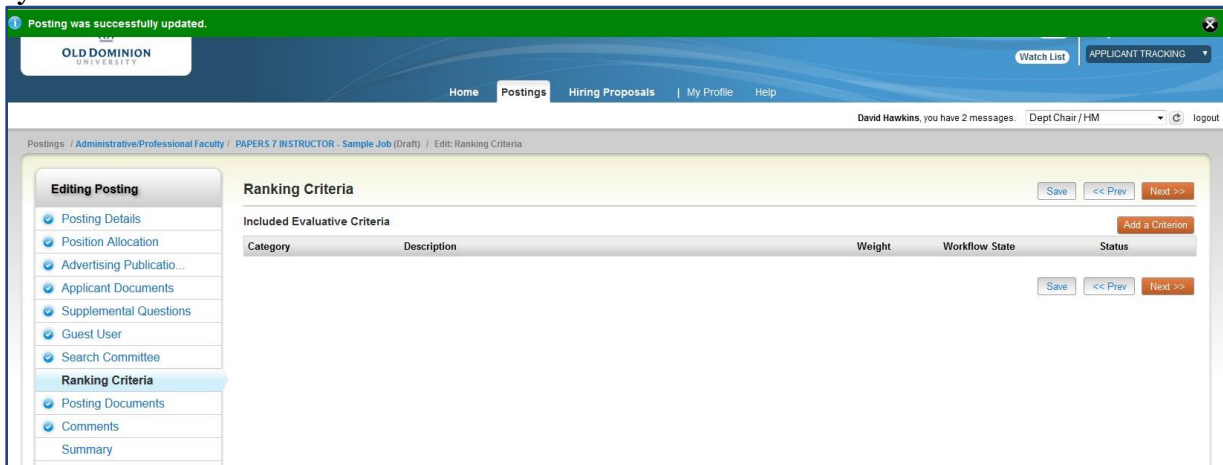 Posting was successfully updated.
OLD DOMINION
UNIVERSITY
Watch List APPLICANT TRACKING
Home Postings Hiring Proposals | My Profile Help
David Hawkins, you have 2 messages. Dept Chair / HM logout
Postings / Administrative/Professional Faculty / PAPERS 7 INSTRUCTOR - Sample Job (Draft) / Edit: Ranking Criteria
Editing Posting
Posting Details
Position Allocation
Advertising Publicatio...
Applicant Documents
Supplemental Questions
Guest User
Search Committee
Ranking Criteria
Posting Documents
Comments
Summary
Ranking Criteria
Save << Prev Next >>
Included Evaluative Criteria
Add a Criterion
Category Description Weight Workflow State Status
Save << Prev Next >>